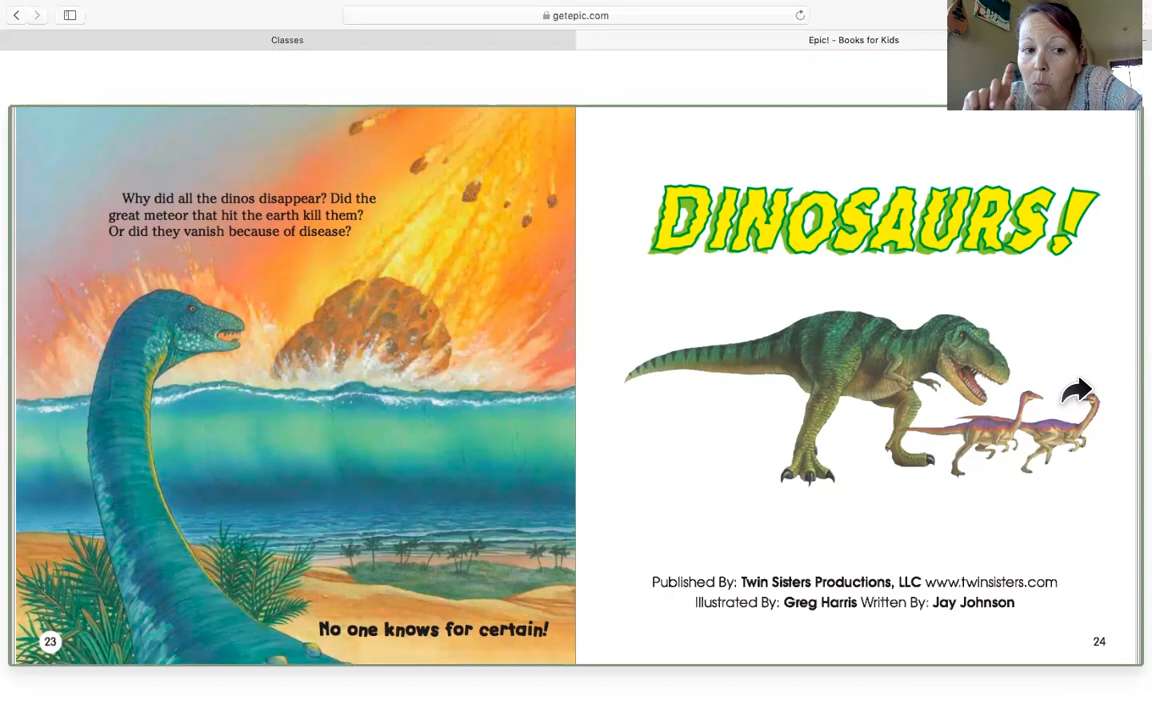 getepic.com
Classes
Epic! - Books for Kids
Why did all the dinos disappear? Did the
great meteor that hit the earth kill them?
Or did they vanish because of disease?
No one knows for certain!
23
DINOSAURS!
Published By: Twin Sisters Productions, LLC www.twinsisters.com
Illustrated By: Greg Harris Written By: Jay Johnson
24